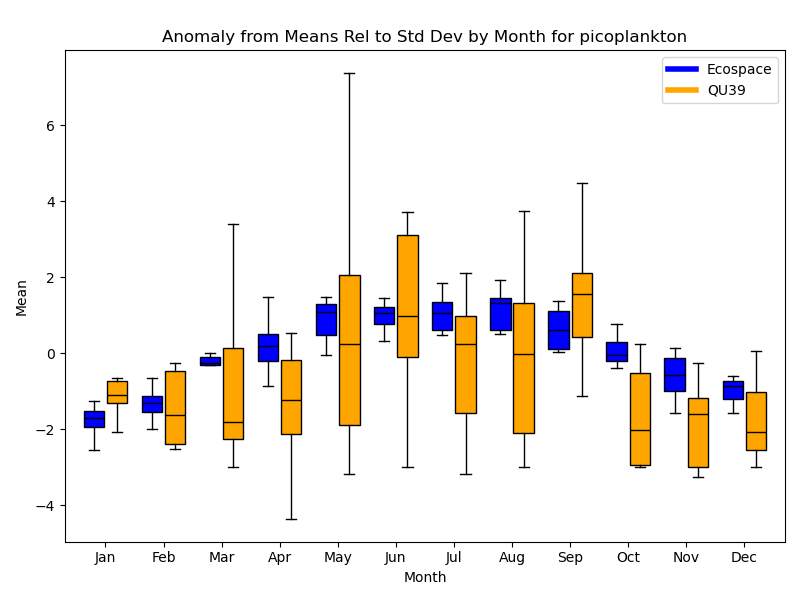 Anomaly from Means Rel to Std Dev by Month for picoplankton
Ecospace
QU39
6
4
2
0
−2
−4
Mean
Jan Feb Mar Apr May Jun Jul Aug Sep Oct Nov Dec
Month